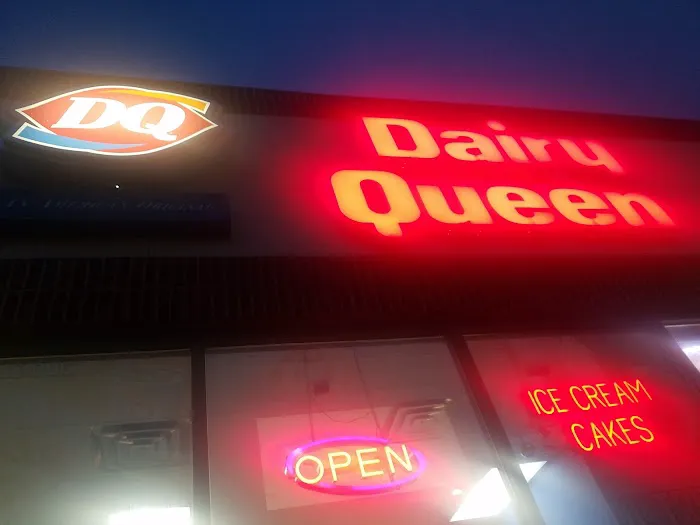 DQ
Dairy
Queen
OPEN
ICE CREAM
CAKES